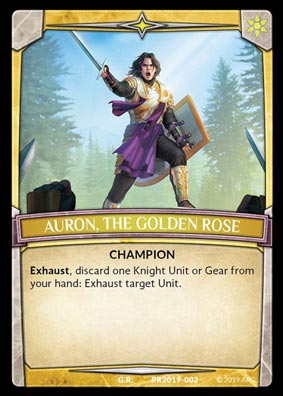 AURON, THE GOLDEN ROSE
CHAMPION
Exhaust, discard one Knight Unit or Gear from
your hand: Exhaust target Unit.
G.R PR2019-002 © 2019 ARG